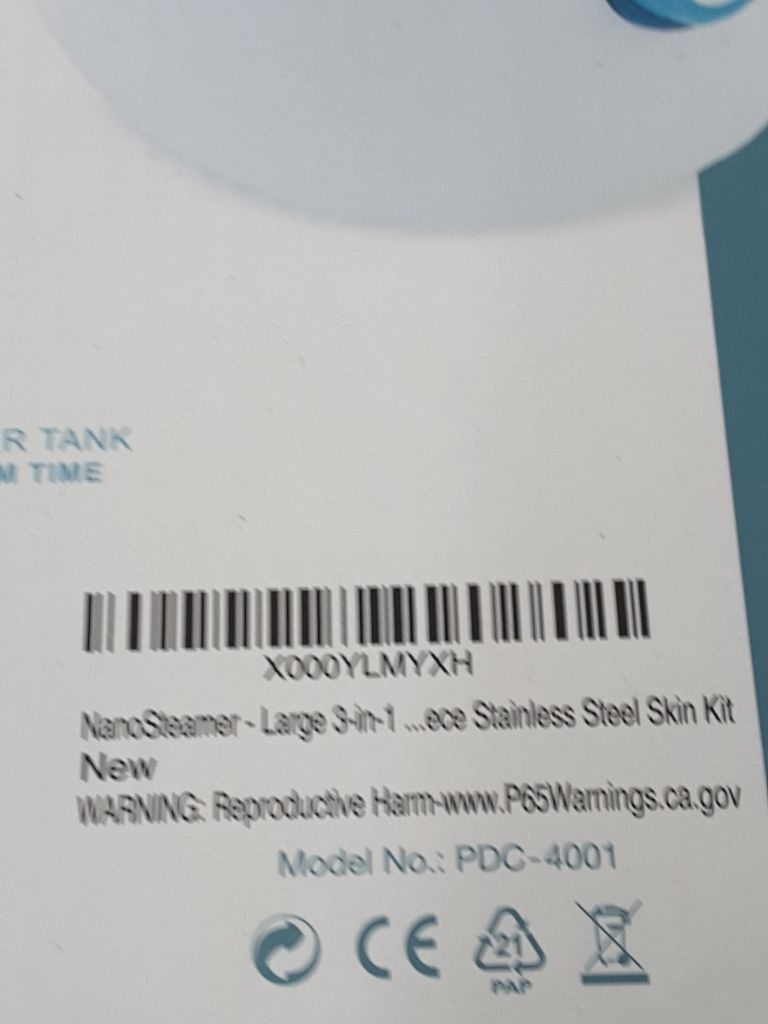 R TANK
M TIME
X000YLMYXH
NanoSteamer - Large 3-in-1 ...ece Stainless Steel Skin Kit
New
WARNING: Reproductive Harm-www.P65Warnings.ca.gov
Model No.: PDC-4001
CE
21
PAP